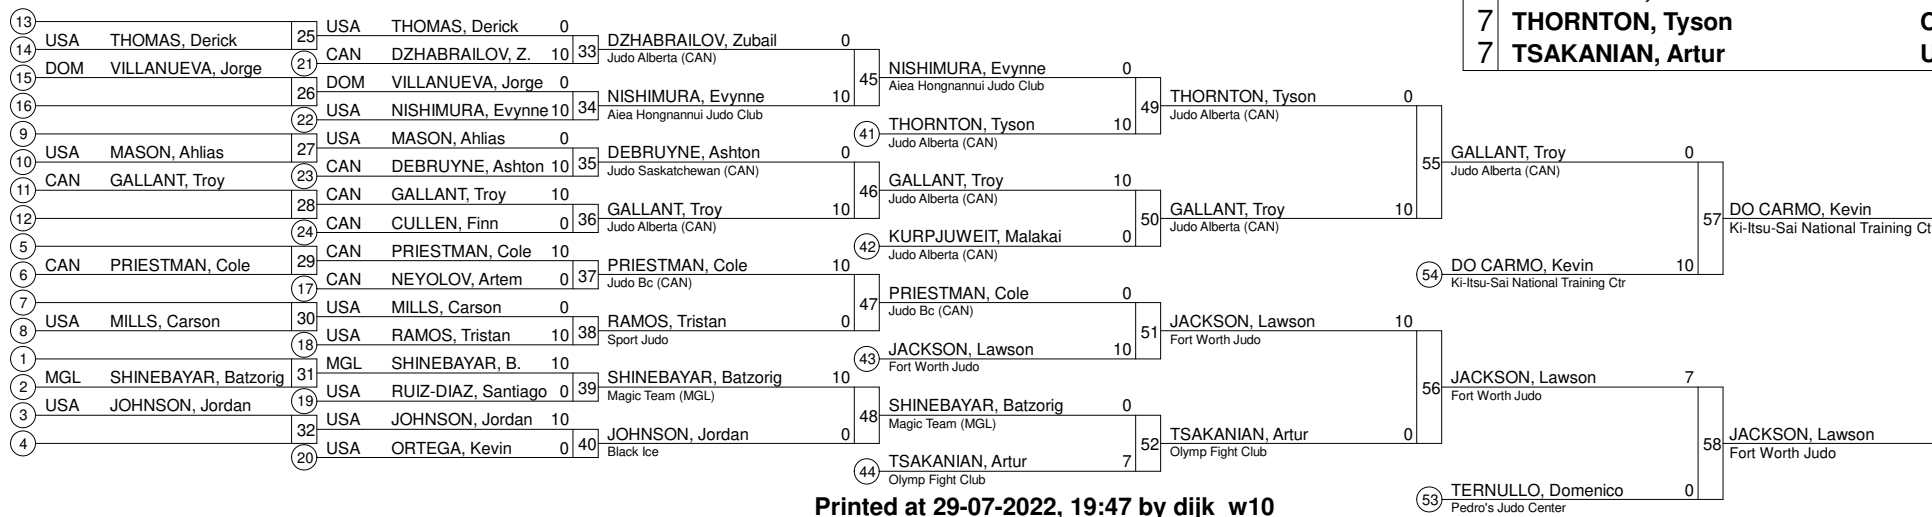 7 THORNTON, Tyson
7 TSAKANIAN, Artur
13
14 USA THOMAS, Derick 25
15 DOM VILLANUEVA, Jorge
16 26
9
10 USA MASON, Ahlias 27
11 CAN GALLANT, Troy
12 28
5
6 CAN PRIESTMAN, Cole 29
7
8 USA MILLS, Carson 30
1
2 MGL SHINEBAYAR, Batzorig 31
3 USA JOHNSON, Jordan
4 32
USA THOMAS, Derick 0
21 CAN DZHABRAILOV, Z. 10 33
DOM VILLANUEVA, Jorge 0
22 USA NISHIMURA, Evynne 10 34
USA MASON, Ahlias 0
23 CAN DEBRUYNE, Ashton 10 35
CAN GALLANT, Troy 10
24 CAN CULLEN, Finn 0 36
CAN PRIESTMAN, Cole 10
17 CAN NEYOLOV, Artem 0 37
USA MILLS, Carson 0
18 USA RAMOS, Tristan 10 38
MGL SHINEBAYAR, B. 10
19 USA RUIZ-DIAZ, Santiago 0 39
USA JOHNSON, Jordan 10
20 USA ORTEGA, Kevin 0 40
DZHABRAILOV, Zubail 0
Judo Alberta (CAN)
45
NISHIMURA, Evynne 10
Aiea Hongnannui Judo Club
DEBRUYNE, Ashton 0
Judo Saskatchewan (CAN)
46
GALLANT, Troy 10
Judo Alberta (CAN)
PRIESTMAN, Cole 10
Judo Bc (CAN)
47
RAMOS, Tristan 0
Sport Judo
SHINEBAYAR, Batzorig 10
Magic Team (MGL)
48
JOHNSON, Jordan 0
Black Ice
NISHIMURA, Evynne 0
Aiea Hongnannui Judo Club
49
41 THORNTON, Tyson 10
Judo Alberta (CAN)
GALLANT, Troy 10
Judo Alberta (CAN)
50
42 KURPJUWEIT, Malakai 0
Judo Alberta (CAN)
PRIESTMAN, Cole 0
Judo Bc (CAN)
51
43 JACKSON, Lawson 10
Fort Worth Judo
SHINEBAYAR, Batzorig 0
Magic Team (MGL)
52
44 TSAKANIAN, Artur 7
Olymp Fight Club
THORNTON, Tyson 0
Judo Alberta (CAN)
55
GALLANT, Troy 10
Judo Alberta (CAN)
JACKSON, Lawson 10
Fort Worth Judo
56
TSAKANIAN, Artur 0
Olymp Fight Club
GALLANT, Troy 0
Judo Alberta (CAN)
57
54 DO CARMO, Kevin 10
Ki-Itsu-Sai National Training Ctr
JACKSON, Lawson 7
Fort Worth Judo
58
53 TERNULLO, Domenico 0
Pedro's Judo Center
DO CARMO, Kevin
Ki-Itsu-Sai National Training Ct
JACKSON, Lawson
Fort Worth Judo
Printed at 29-07-2022, 19:47 by dijk_w10